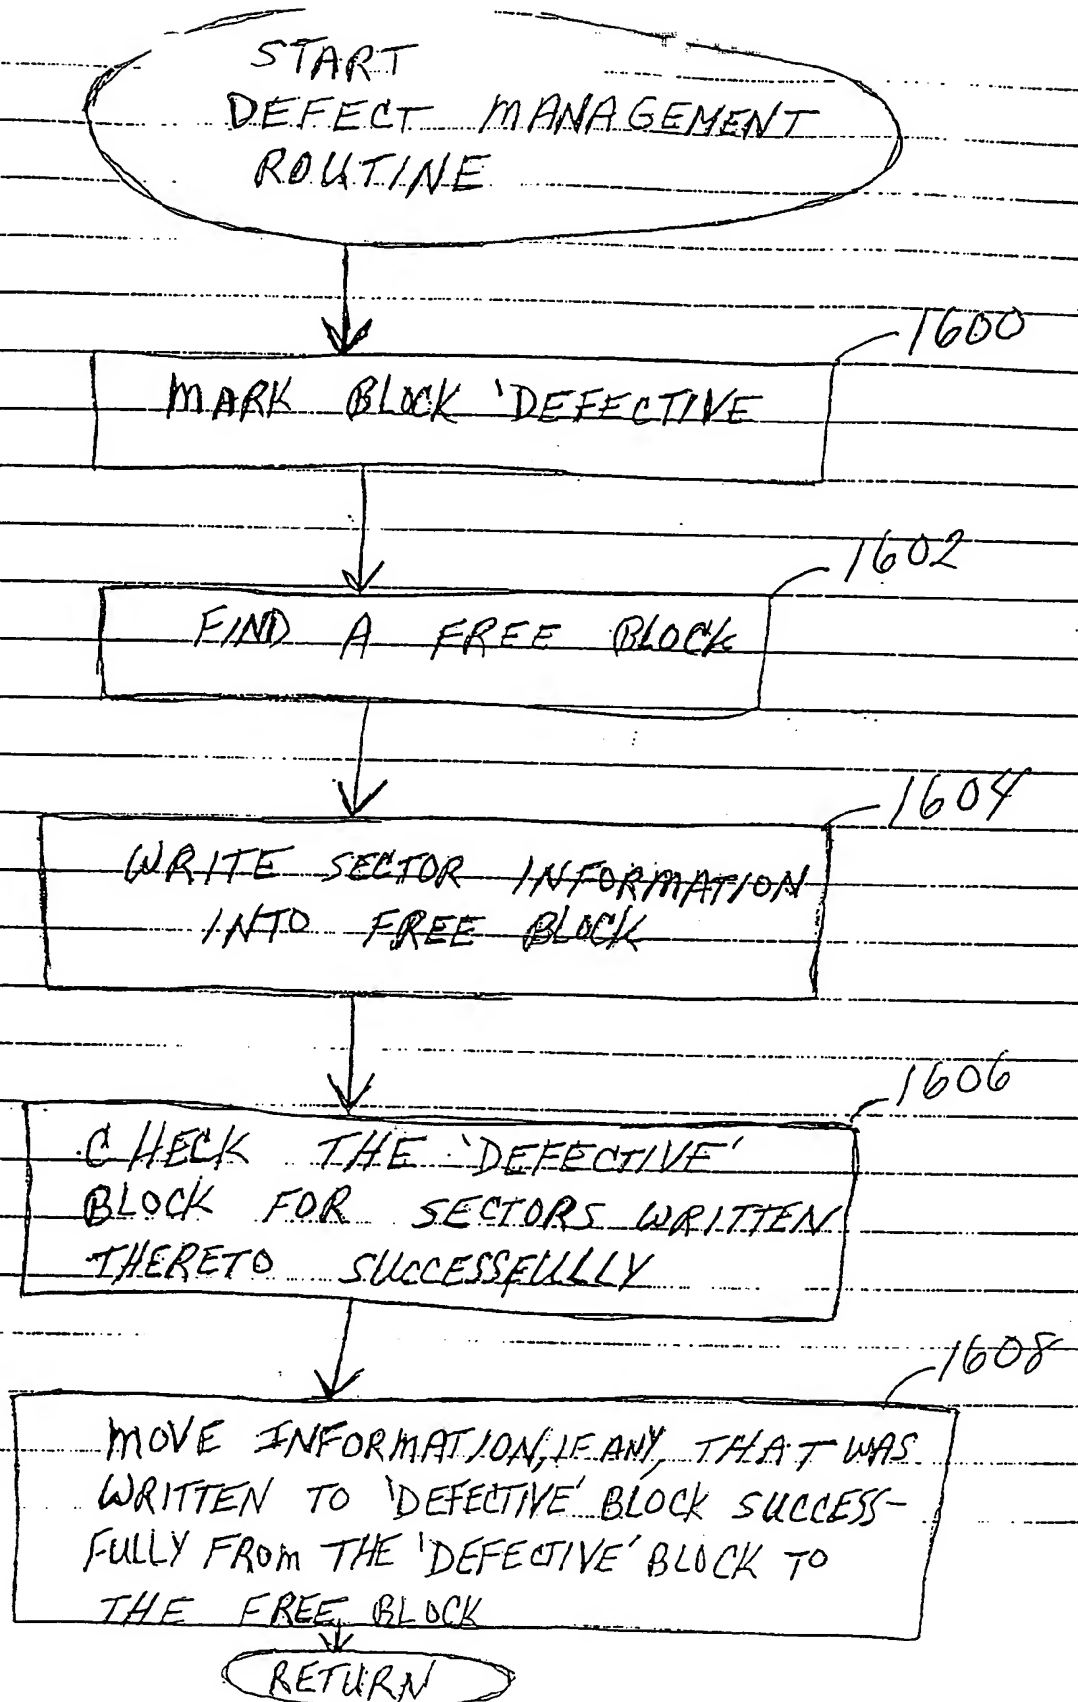 START
DEFECT MANAGEMENT
ROUTINE
1600
MARK BLOCK 'DEFECTIVE
1602
FIND A FREE BLOCK
1604
WRITE SECTOR INFORMATION
INTO FREE BLOCK
1606
CHECK THE 'DEFECTIVE'
BLOCK FOR SECTORS WRITTEN
THERETO SUCCESSFULLY
1608
MOVE INFORMATION, IF ANY, THAT WAS
WRITTEN TO 'DEFECTIVE' BLOCK SUCCESS-
FULLY FROM THE 'DEFECTIVE' BLOCK TO
THE FREE BLOCK
RETURN